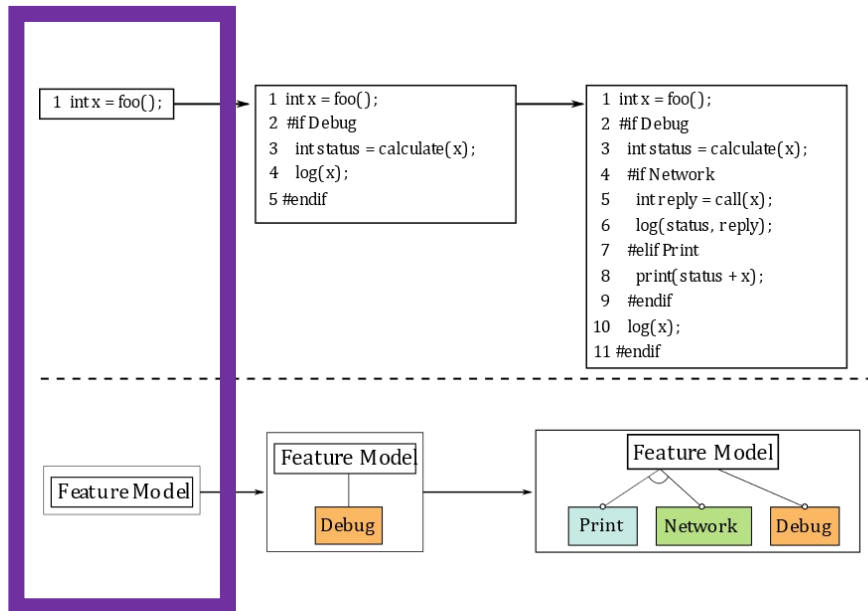 1 int x = foo();
1 int x = foo();
2 #if Debug
3 int status = calculate(x);
4 log(x);
5 #endif
1 int x = foo();
2 #if Debug
3 int status = calculate(x);
4 #if Network
5 int reply = call(x);
6 log(status, reply);
7 #elif Print
8 print(status + x);
9 #endif
10 log(x);
11 #endif
Feature Model
Feature Model
Debug
Feature Model
Print
Network
Debug